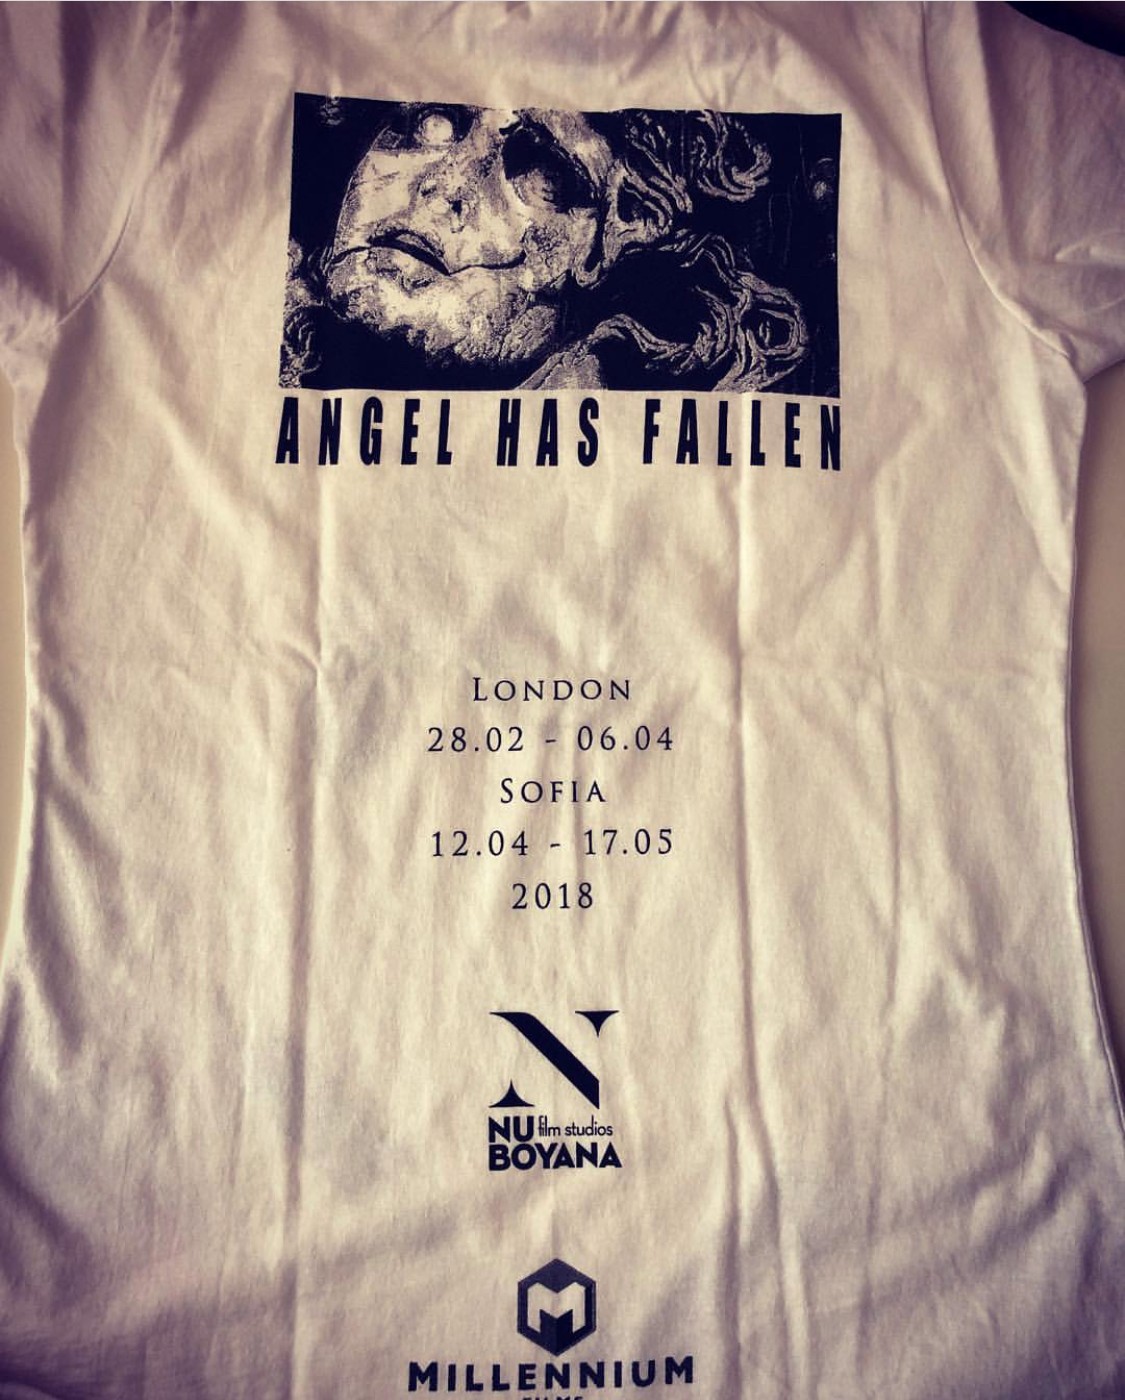 ANGEL HAS FALLEN
LONDON
28.02 - 06.04
SOFIA
12.04 - 17.05
2018
NU film studios
BOYANA
MILLENNIUM